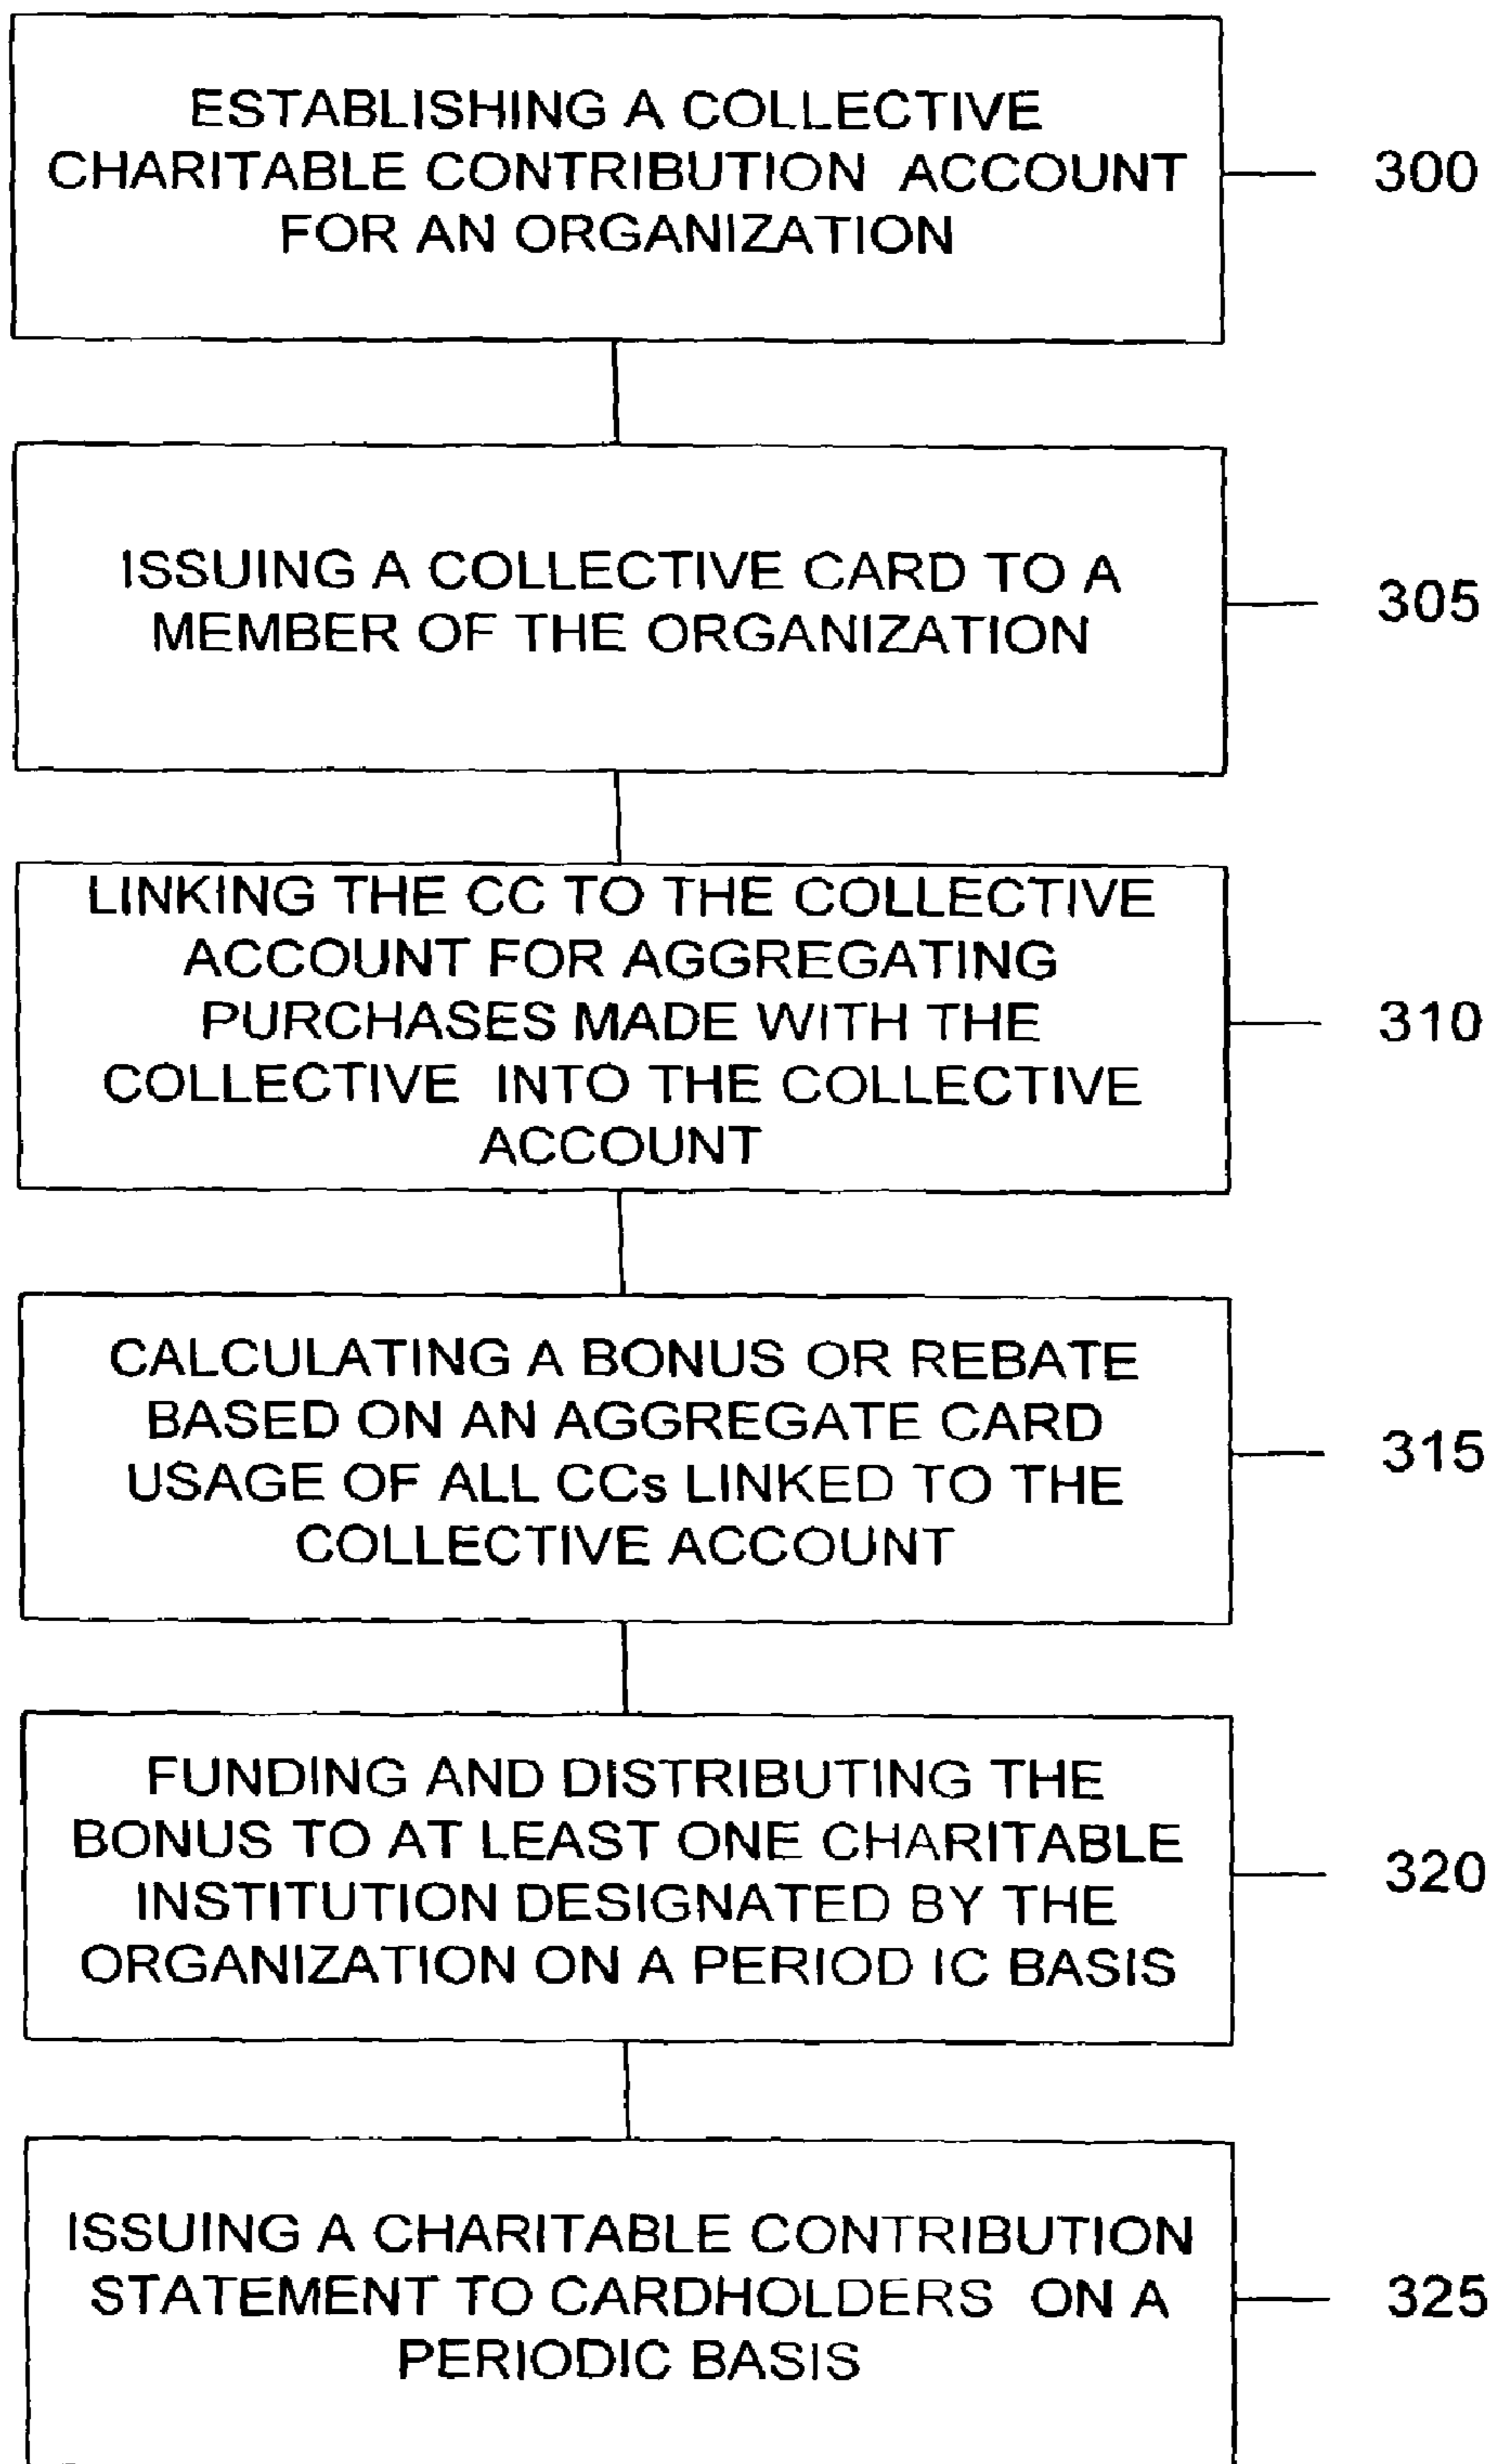 ESTABLISHING A COLLECTIVE
CHARITABLE CONTRIBUTION ACCOUNT
FOR AN ORGANIZATION
300
ISSUING A COLLECTIVE CARD TO A
MEMBER OF THE ORGANIZATION
305
LINKING THE CC TO THE COLLECTIVE
ACCOUNT FOR AGGREGATING
PURCHASES MADE WITH THE
COLLECTIVE INTO THE COLLECTIVE
ACCOUNT
310
CALCULATING A BONUS OR REBATE
BASED ON AN AGGREGATE CARD
USAGE OF ALL CCs LINKED TO THE
COLLECTIVE ACCOUNT
315
FUNDING AND DISTRIBUTING THE
BONUS TO AT LEAST ONE CHARITABLE
INSTITUTION DESIGNATED BY THE
ORGANIZATION ON A PERIOD IC BASIS
320
ISSUING A CHARITABLE CONTRIBUTION
STATEMENT TO CARDHOLDERS ON A
PERIODIC BASIS
325